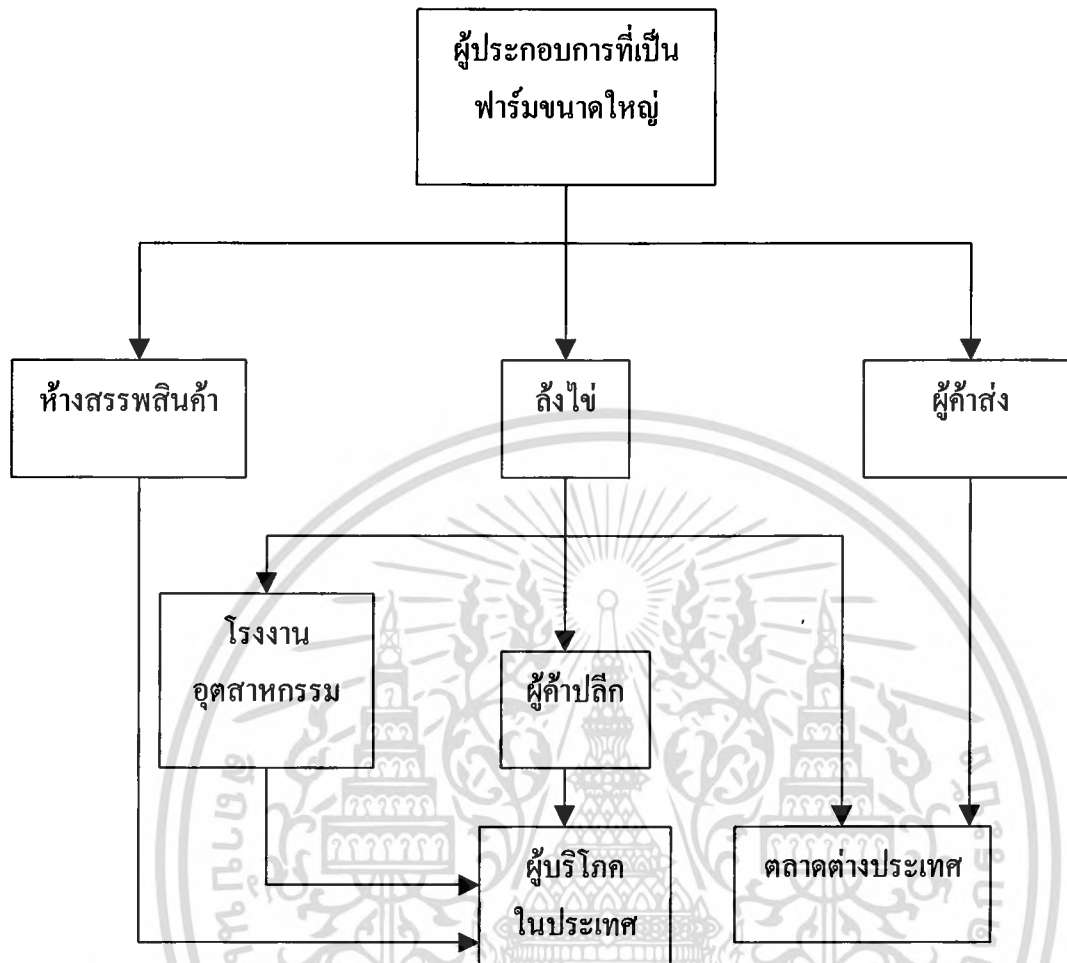 ผู้ประกอบการที่เป็น
ฟาร์มขนาดใหญ่
ห้างสรรพสินค้า
ล้งไข่
ผู้ค้าส่ง
โรงงาน
อุตสาหกรรม
ผู้ค้าปลีก
ผู้บริโภค
ในประเทศ
ตลาดต่างประเทศ